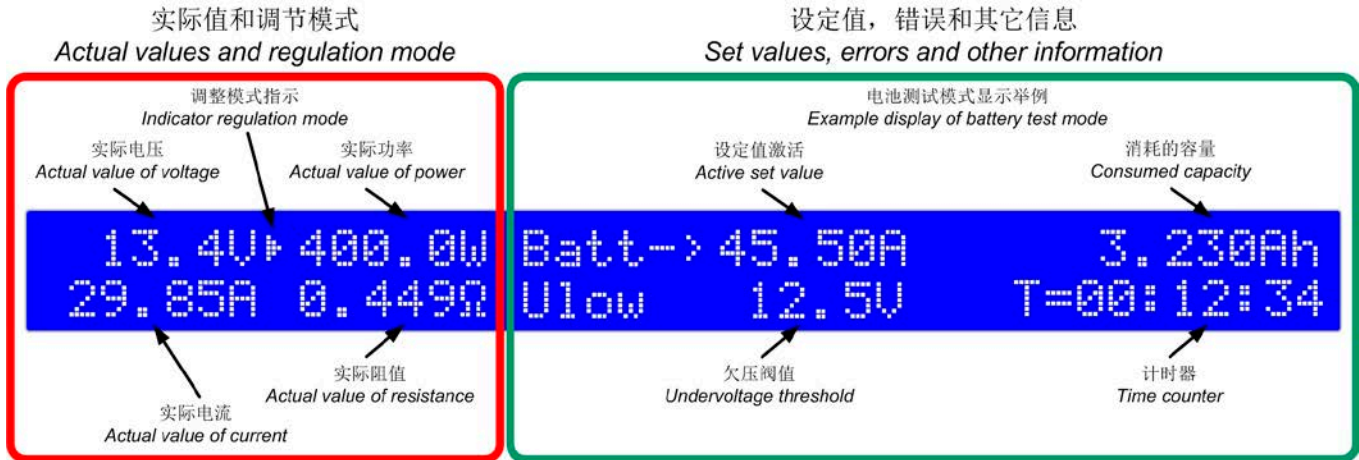 实际值和调节模式
Actual values and regulation mode
设定值，错误和其它信息
Set values, errors and other information
调整模式指示
Indicator regulation mode
实际电压
Actual value of voltage
实际功率
Actual value of power
电池测试模式显示举例
Example display of battery test mode
设定值激活
Active set value
消耗的容量
Consumed capacity
13.4V▶400.0W Batt->45.50A 3.230Ah
29.85A 0.449Ω Ulow 12.5V T=00:12:34
实际电流
Actual value of current
实际阻值
Actual value of resistance
欠压阀值
Undervoltage threshold
计时器
Time counter